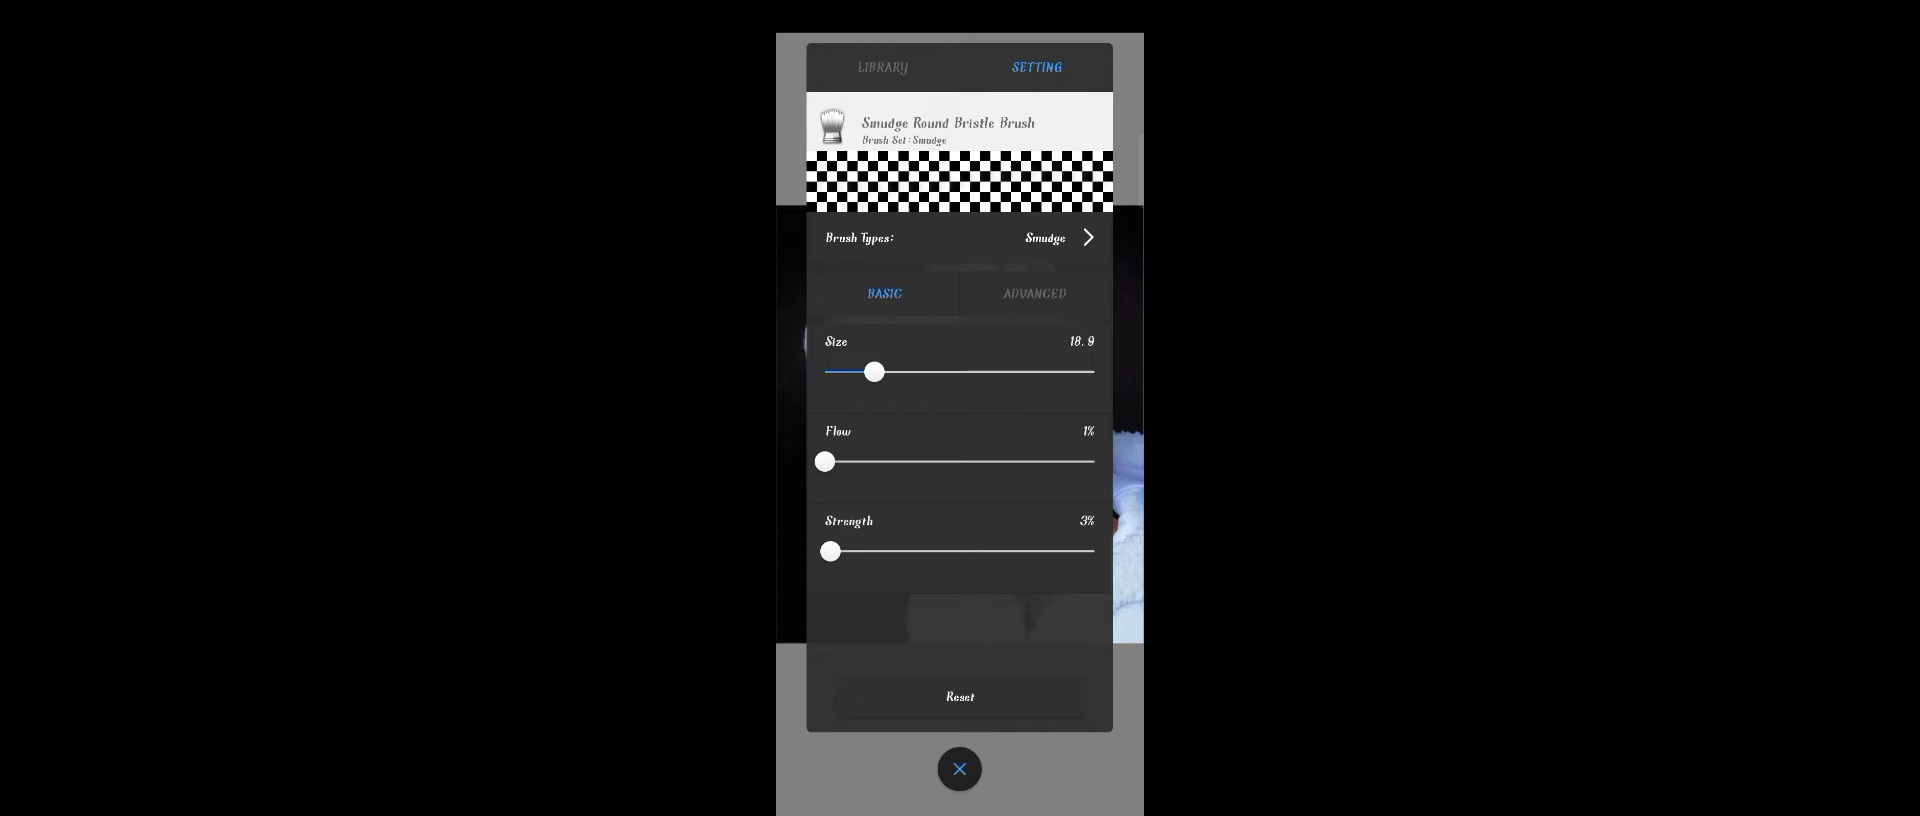 LIBRARY SETTING
Smudge Round Bristle Brush
Brush Set : Smudge
Brush Types: Smudge
BASIC ADVANCED
Size 18.9
Flow 1%
Strength 3%
Reset